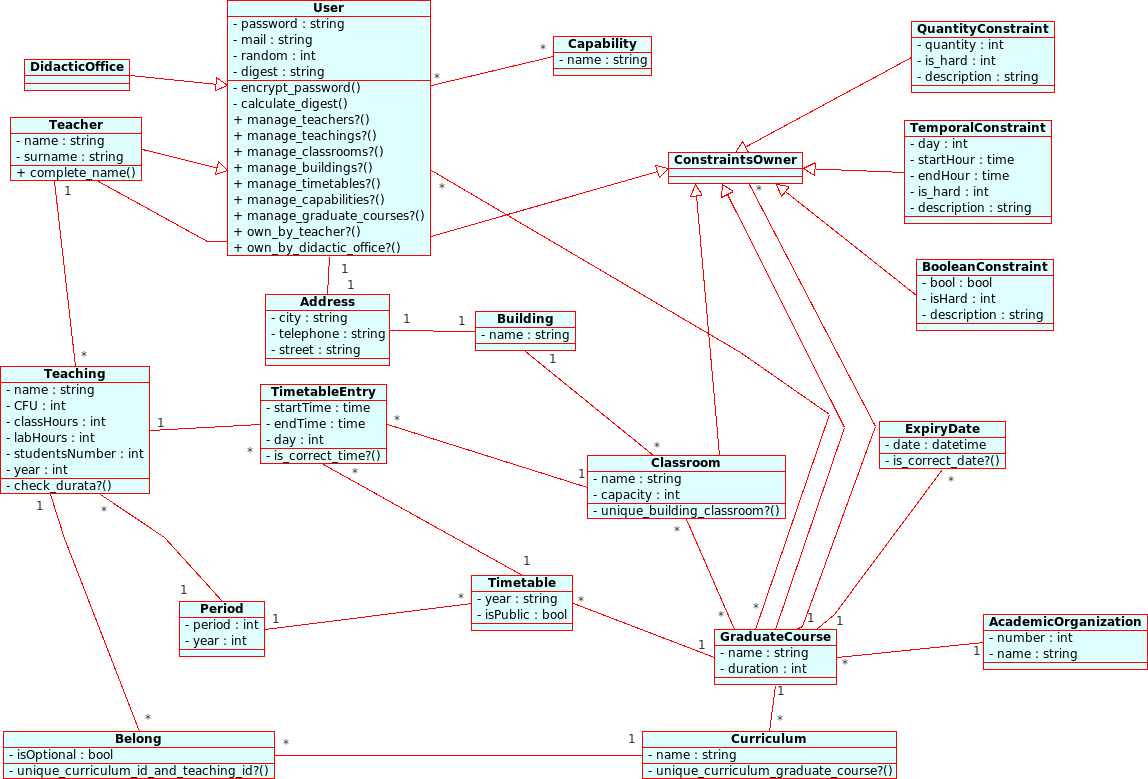 User
- password : string
- mail : string
- random : int
- digest : string
- encrypt_password()
- calculate_digest()
+ manage_teachers?()
+ manage_teachings?()
+ manage_classrooms?()
+ manage_buildings?()
+ manage_timetables?()
+ manage_capabilities?()
+ manage_graduate_courses?()
+ own_by_teacher?()
+ own_by_didactic_office?()
*
*
Capability
- name : string
*
DidacticOffice
Teacher
- name : string
- surname : string
+ complete_name()
1
QuantityConstraint
- quantity : int
- is_hard : int
- description : string
TemporalConstraint
- day : int
- startHour : time
- endHour : time
- is_hard : int
- description : string
ConstraintsOwner
*
BooleanConstraint
- bool : bool
- isHard : int
- description : string
1
1
Address
- city : string
- telephone : string
- street : string
1
1
Building
- name : string
1
*
*
Teaching
- name : string
- CFU : int
- classHours : int
- labHours : int
- studentsNumber : int
- year : int
- check_durata?()
1
*
1
*
TimetableEntry
- startTime : time
- endTime : time
- day : int
- is_correct_time?()
*
*
1
Classroom
- name : string
- capacity : int
- unique_building_classroom?()
*
ExpiryDate
- date : datetime
- is_correct_date?()
*
1
Period
- period : int
- year : int
1
*
1
Timetable
- year : string
- isPublic : bool
*
1
*
*
1
1
GraduateCourse
- name : string
- duration : int
*
1
1
AcademicOrganization
- number : int
- name : string
*
Belong
- isOptional : bool
- unique_curriculum_id_and_teaching_id?()
*
1
*
Curriculum
- name : string
- unique_curriculum_graduate_course?()